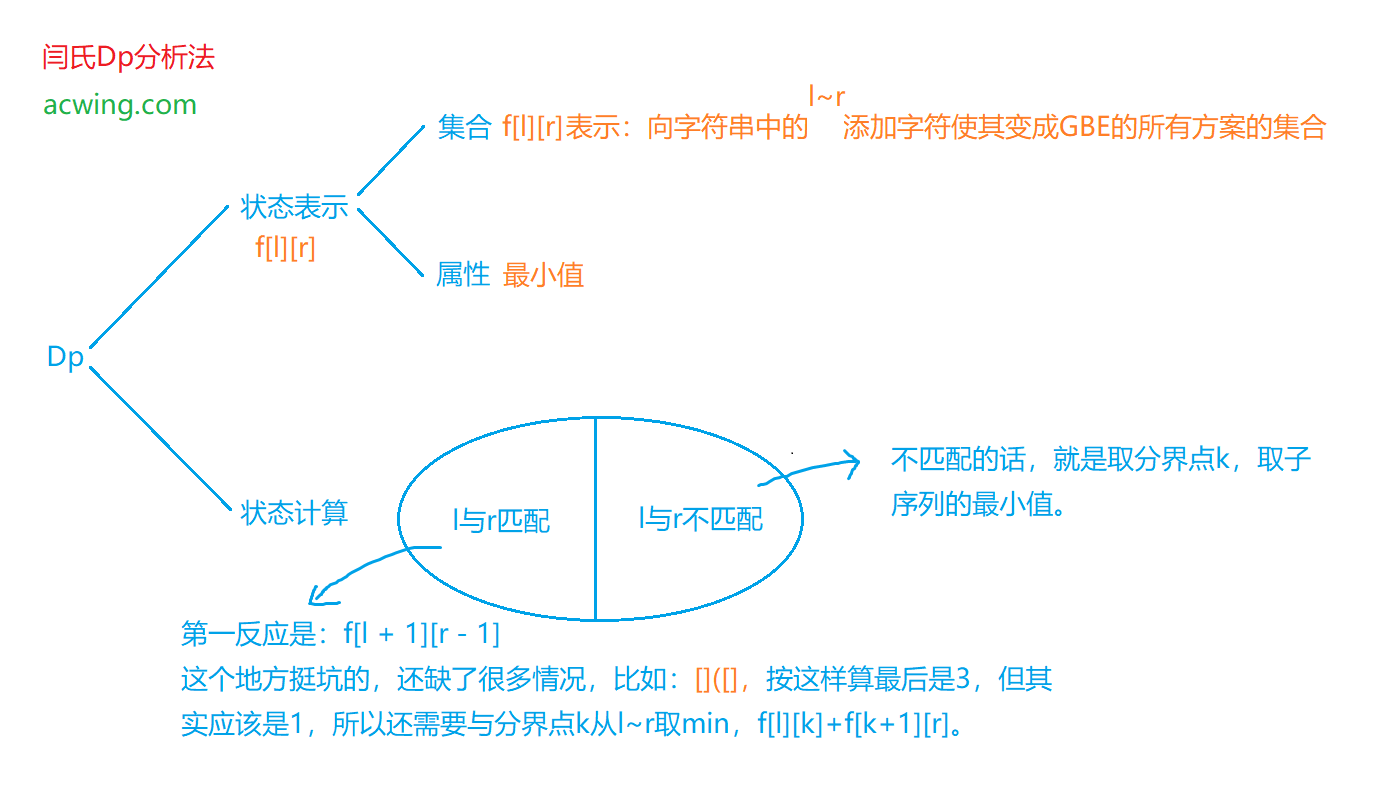 闫氏Dp分析法
acwing.com
l~r
集合 f[l][r]表示：向字符串中的 添加字符使其变成GBE的所有方案的集合
状态表示
f[l][r]
属性 最小值
Dp
不匹配的话，就是取分界点k，取子
序列的最小值。
状态计算
l与r匹配
l与r不匹配
第一反应是：f[l + 1][r - 1]
这个地方挺坑的，还缺了很多情况，比如：[]([]，按这样算最后是3，但其
实应该是1，所以还需要与分界点k从l~r取min，f[l][k]+f[k+1][r]。